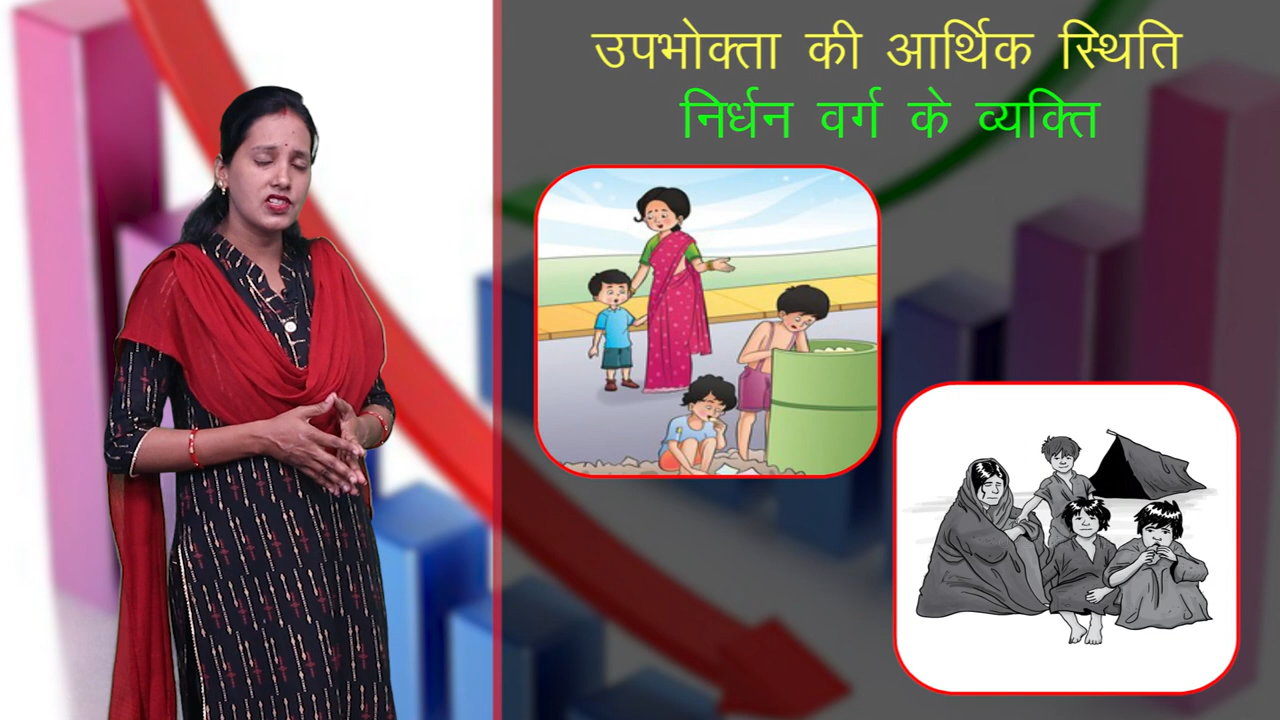 उपभोक्ता की आर्थिक स्थिति
निर्धन वर्ग के व्यक्ति